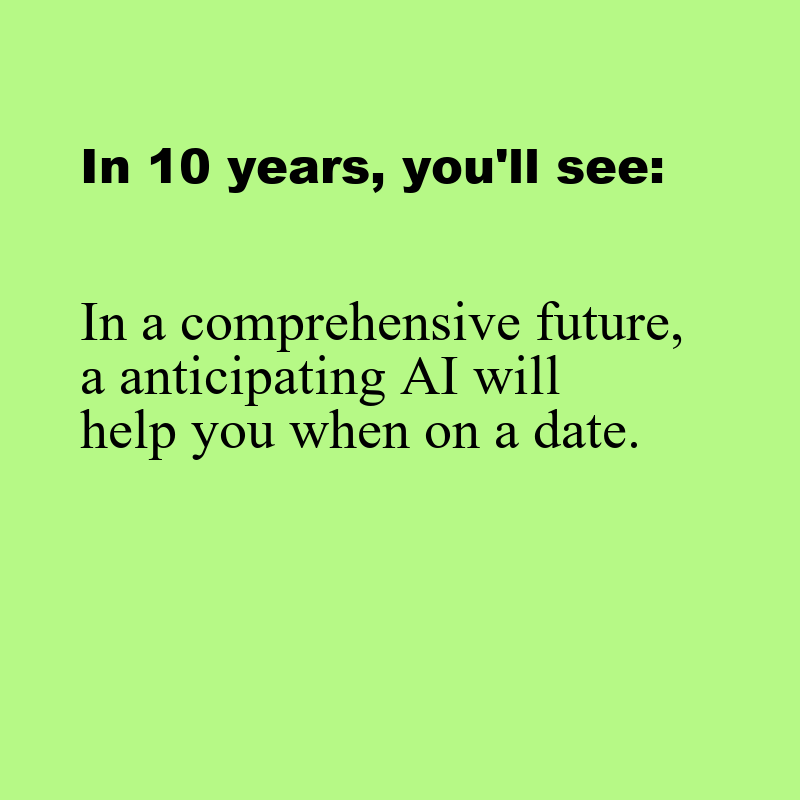 In 10 years, you'll see:
In a comprehensive future,
a anticipating AI will
help you when on a date.